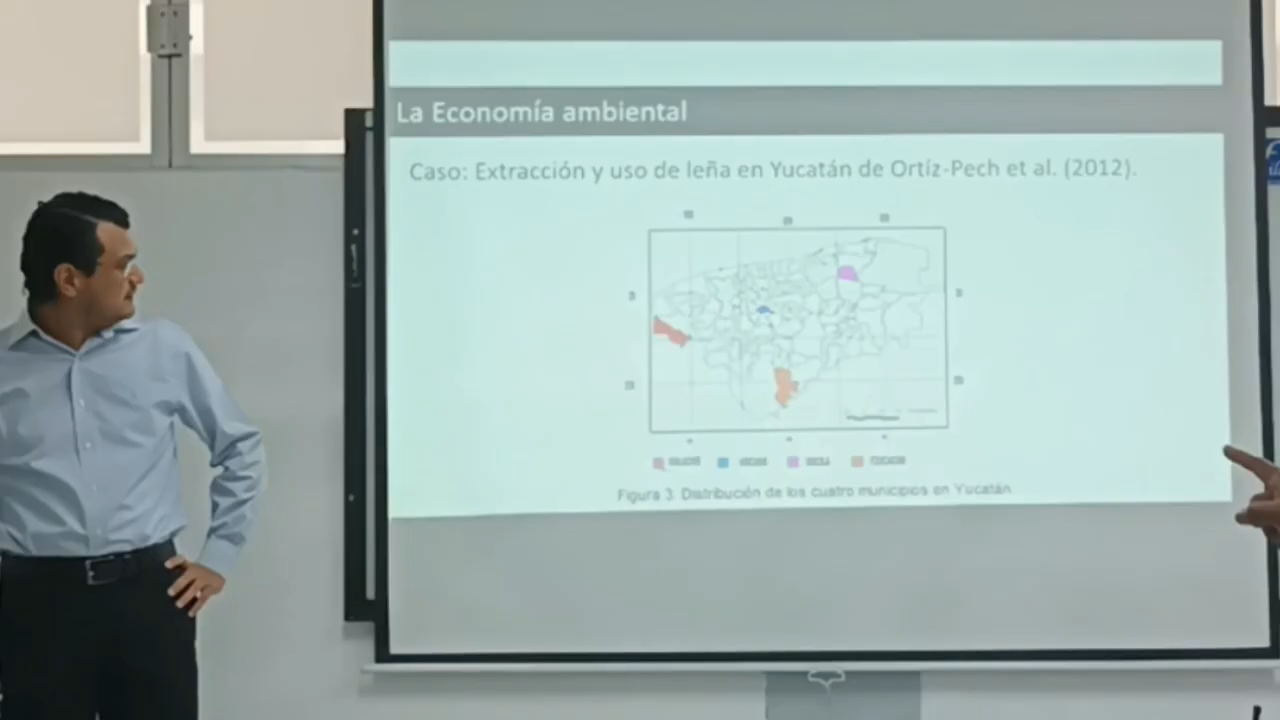 La Economía ambiental
Caso: Extracción y uso de leña en Yucatán de Ortíz-Pech et al. (2012).
Figura 3. Distribución de los cuatro municipios en Yucatán